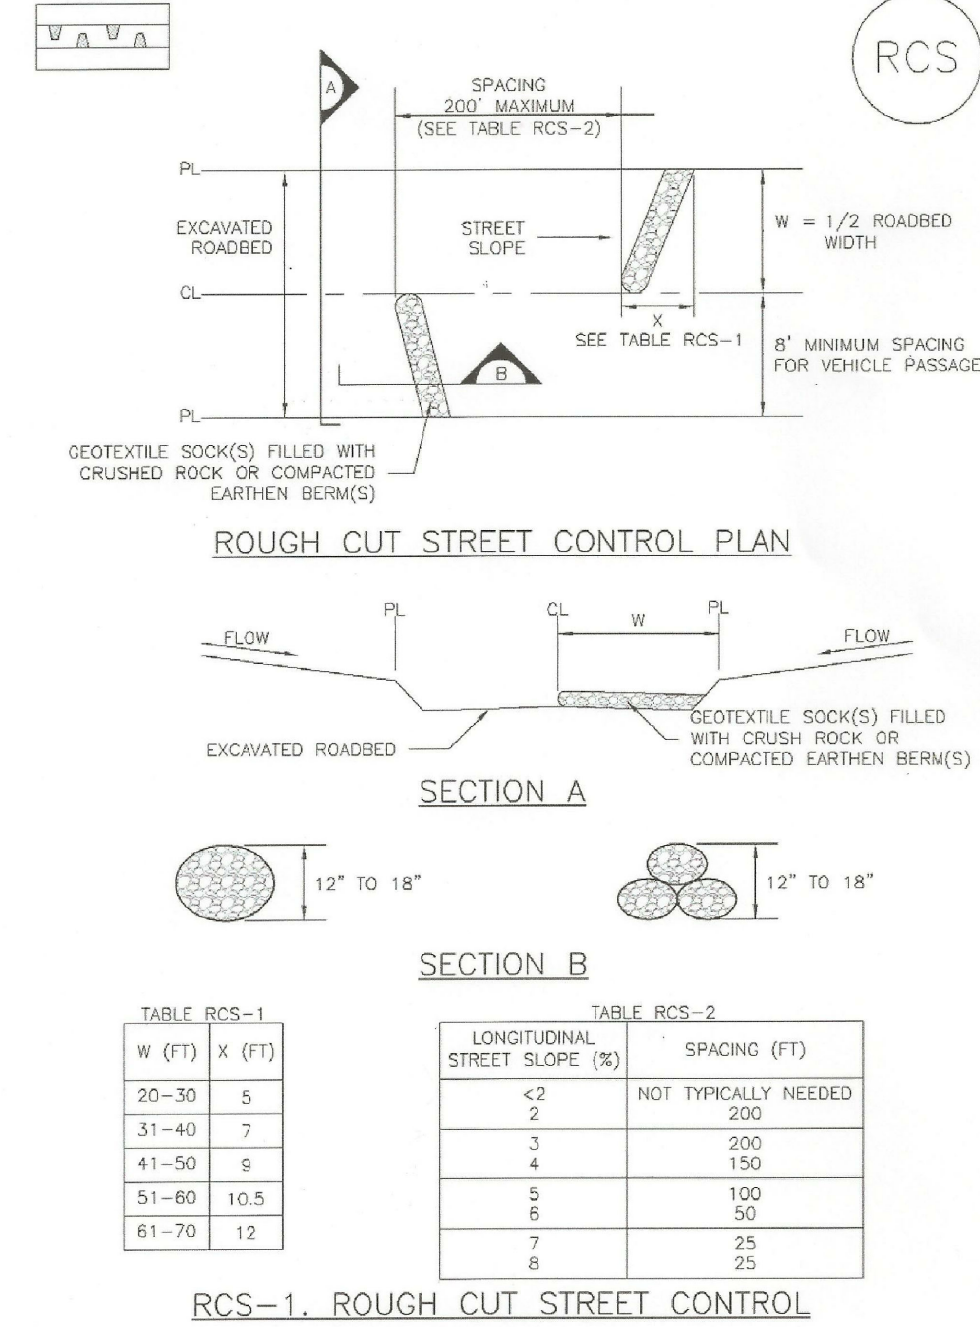 RCS
A
SPACING
200' MAXIMUM
(SEE TABLE RCS-2)
PL
EXCAVATED
ROADBED
STREET
SLOPE
W = 1/2 ROADBED
WIDTH
CL
X
SEE TABLE RCS-1
8' MINIMUM SPACING
FOR VEHICLE PASSAGE
B
PL
GEOTEXTILE SOCK(S) FILLED WITH
CRUSHED ROCK OR COMPACTED
EARTHEN BERM(S)
ROUGH CUT STREET CONTROL PLAN
PL CL W PL
FLOW FLOW
EXCAVATED ROADBED
GEOTEXTILE SOCK(S) FILLED
WITH CRUSH ROCK OR
COMPACTED EARTHEN BERM(S)
SECTION A
12" TO 18" 12" TO 18"
SECTION B
TABLE RCS-1
W (FT) X (FT)
20-30 5
31-40 7
41-50 9
51-60 10.5
61-70 12
TABLE RCS-2
LONGITUDINAL
STREET SLOPE (%) SPACING (FT)
<2 NOT TYPICALLY NEEDED
2 200
3 200
4 150
5 100
6 50
7 25
8 25
RCS-1. ROUGH CUT STREET CONTROL